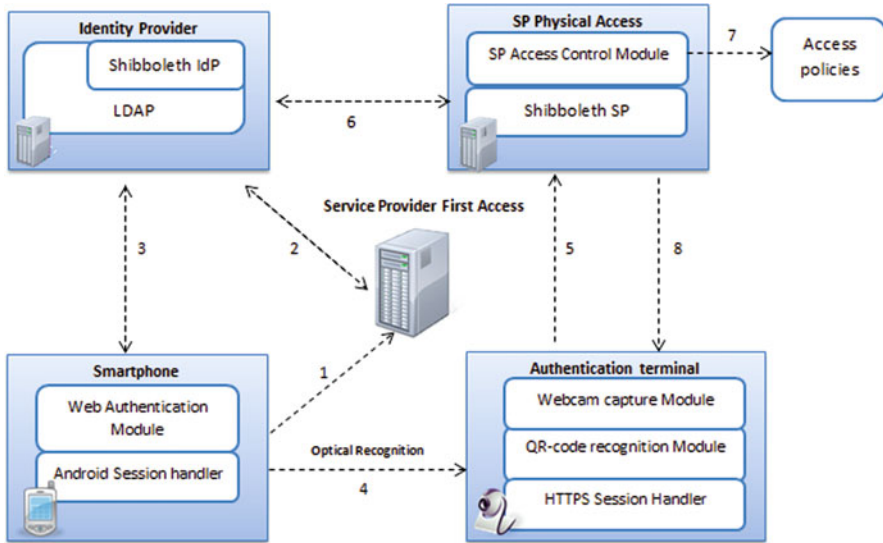 Identity Provider
Shibboleth IdP
LDAP
SP Physical Access
SP Access Control Module
Shibboleth SP
7
Access
policies
6
Service Provider First Access
3
2
5
8
Smartphone
Web Authentication
Module
Android Session handler
1
Optical Recognition
4
Authentication terminal
Webcam capture Module
QR-code recognition Module
HTTPS Session Handler